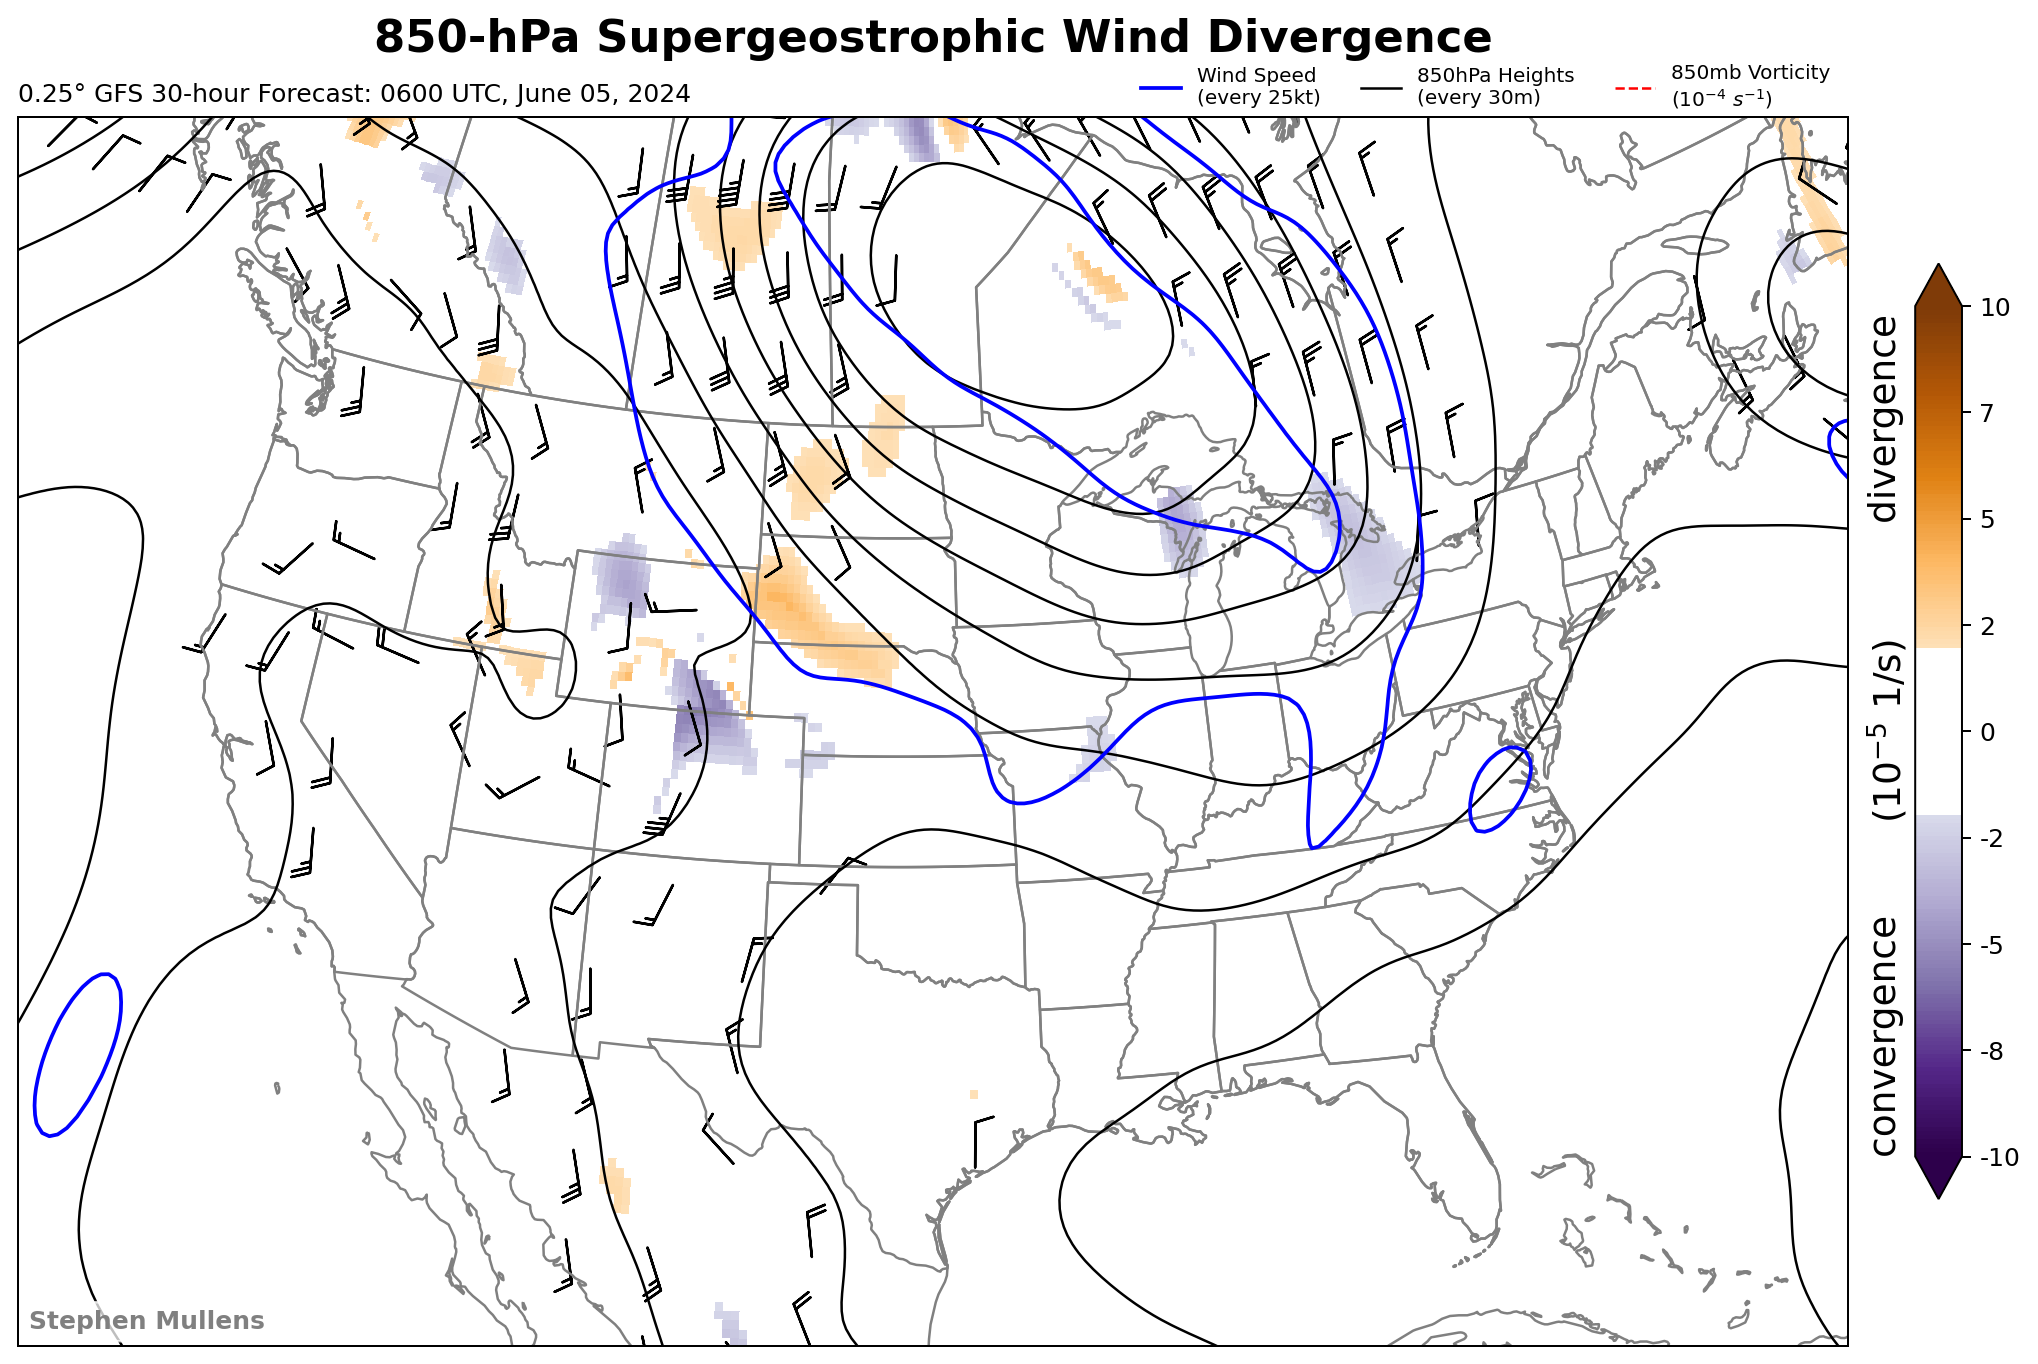 850-hPa Supergeostrophic Wind Divergence
0.25° GFS 30-hour Forecast: 0600 UTC, June 05, 2024
Wind Speed
(every 25kt)
850hPa Heights
(every 30m)
850mb Vorticity
(10⁻⁴ s⁻¹)
10
7
5
2
0
-2
-5
-8
-10
convergence (10⁻⁵ 1/s) divergence
Stephen Mullens